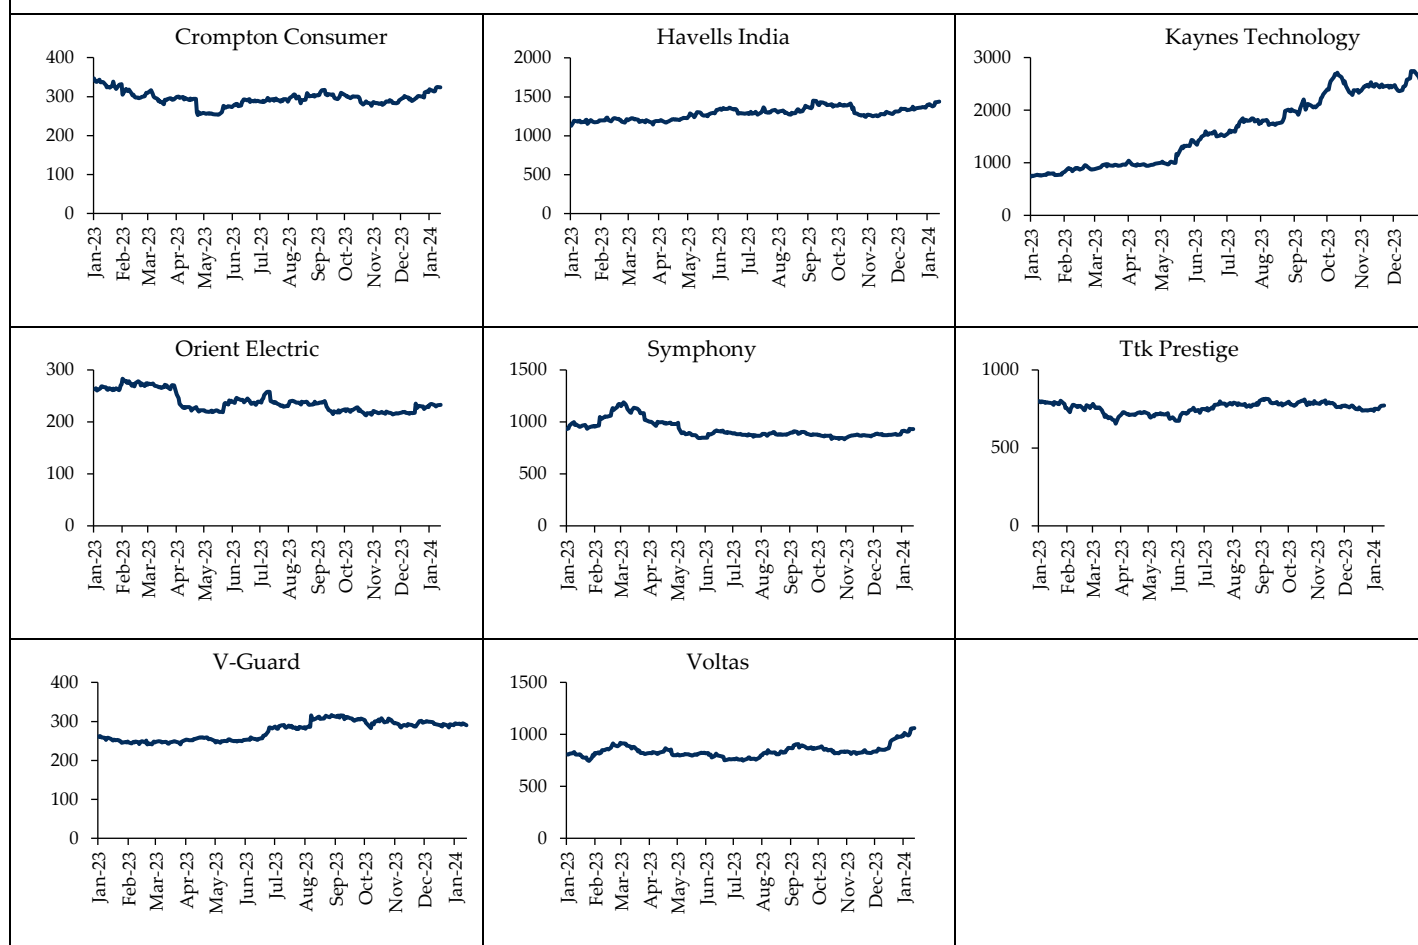 Crompton Consumer
400
300
200
100
0
Jan-23
Feb-23
Mar-23
Apr-23
May-23
Jun-23
Jul-23
Aug-23
Sep-23
Oct-23
Nov-23
Dec-23
Jan-24
Havells India
2000
1500
1000
500
0
Jan-23
Feb-23
Mar-23
Apr-23
May-23
Jun-23
Jul-23
Aug-23
Sep-23
Oct-23
Nov-23
Dec-23
Jan-24
Kaynes Technology
3000
2000
1000
0
Jan-23
Feb-23
Mar-23
Apr-23
May-23
Jun-23
Jul-23
Aug-23
Sep-23
Oct-23
Nov-23
Dec-23
Orient Electric
300
200
100
0
Jan-23
Feb-23
Mar-23
Apr-23
May-23
Jun-23
Jul-23
Aug-23
Sep-23
Oct-23
Nov-23
Dec-23
Jan-24
Symphony
1500
1000
500
0
Jan-23
Feb-23
Mar-23
Apr-23
May-23
Jun-23
Jul-23
Aug-23
Sep-23
Oct-23
Nov-23
Dec-23
Jan-24
Ttk Prestige
1000
500
0
Jan-23
Feb-23
Mar-23
Apr-23
May-23
Jun-23
Jul-23
Aug-23
Sep-23
Oct-23
Nov-23
Dec-23
Jan-24
V-Guard
400
300
200
100
0
Jan-23
Feb-23
Mar-23
Apr-23
May-23
Jun-23
Jul-23
Aug-23
Sep-23
Oct-23
Nov-23
Dec-23
Jan-24
Voltas
1500
1000
500
0
Jan-23
Feb-23
Mar-23
Apr-23
May-23
Jun-23
Jul-23
Aug-23
Sep-23
Oct-23
Nov-23
Dec-23
Jan-24